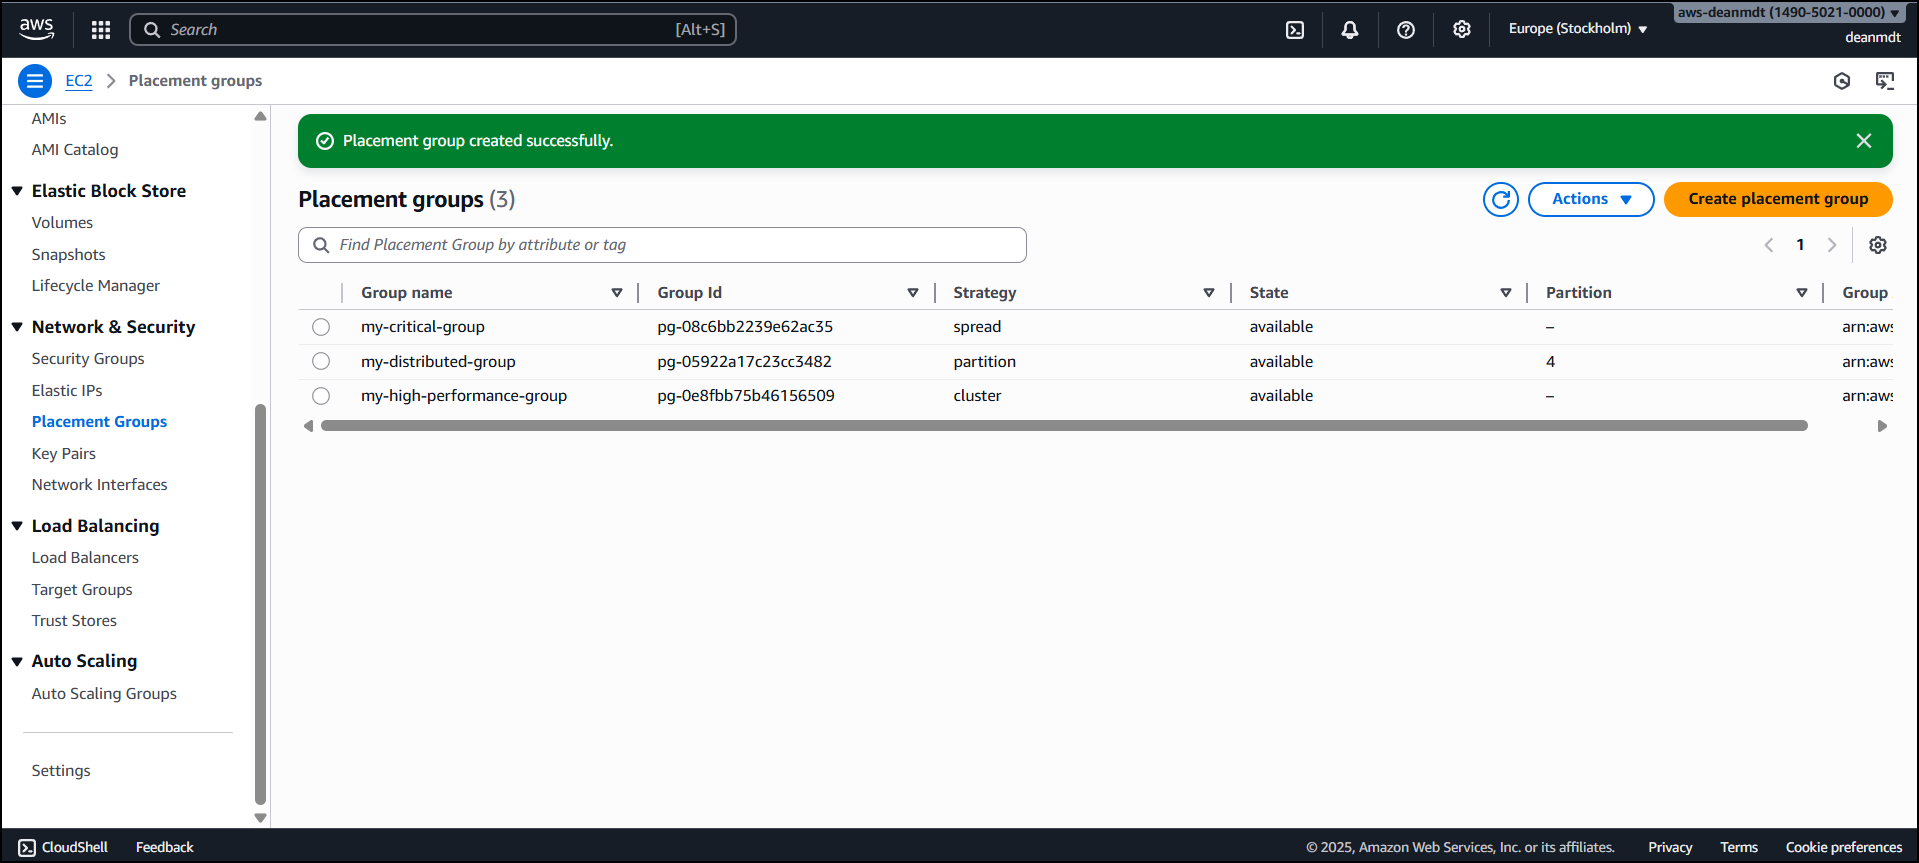 aws
Search [Alt+S]
Europe (Stockholm)
aws-deanmdt (1490-5021-0000)
deanmdt
EC2 Placement groups
AMIs
AMI Catalog
Elastic Block Store
Volumes
Snapshots
Lifecycle Manager
Network & Security
Security Groups
Elastic IPs
Placement Groups
Key Pairs
Network Interfaces
Load Balancing
Load Balancers
Target Groups
Trust Stores
Auto Scaling
Auto Scaling Groups
Settings
Placement group created successfully.
Placement groups (3)
Actions
Create placement group
Find Placement Group by attribute or tag
1
Group name Group Id Strategy State Partition Group
my-critical-group pg-08c6bb2239e62ac35 spread available – arn:aws
my-distributed-group pg-05922a17c23cc3482 partition available 4 arn:aws
my-high-performance-group pg-0e8fbb75b46156509 cluster available – arn:aws
CloudShell Feedback © 2025, Amazon Web Services, Inc. or its affiliates. Privacy Terms Cookie preferences